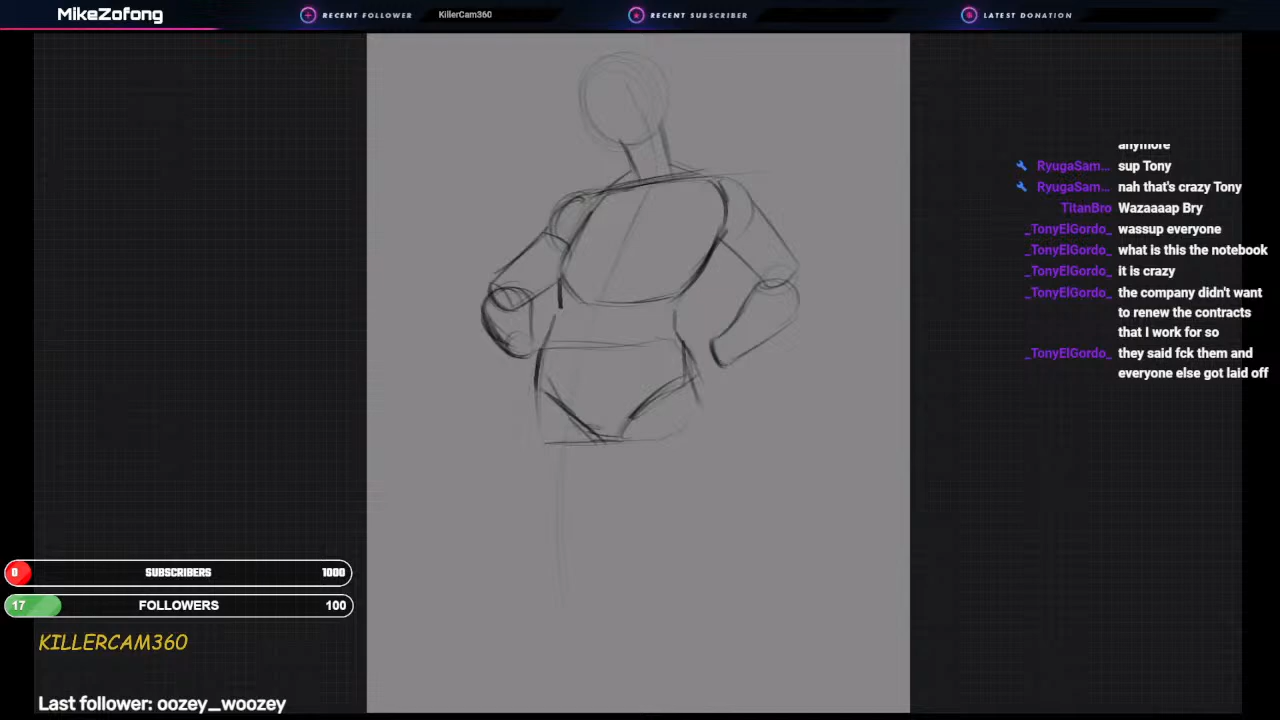 MikeZofong
RECENT FOLLOWER KillerCam360 RECENT SUBSCRIBER LATEST DONATION
anymore
RyugaSam... sup Tony
RyugaSam... nah that's crazy Tony
TitanBro Wazaaaap Bry
_TonyElGordo_ wassup everyone
_TonyElGordo_ what is this the notebook
_TonyElGordo_ it is crazy
_TonyElGordo_ the company didn't want
to renew the contracts
that I work for so
_TonyElGordo_ they said fck them and
everyone else got laid off
0 SUBSCRIBERS 1000
17 FOLLOWERS 100
KILLERCAM360
Last follower: oozey_woozey